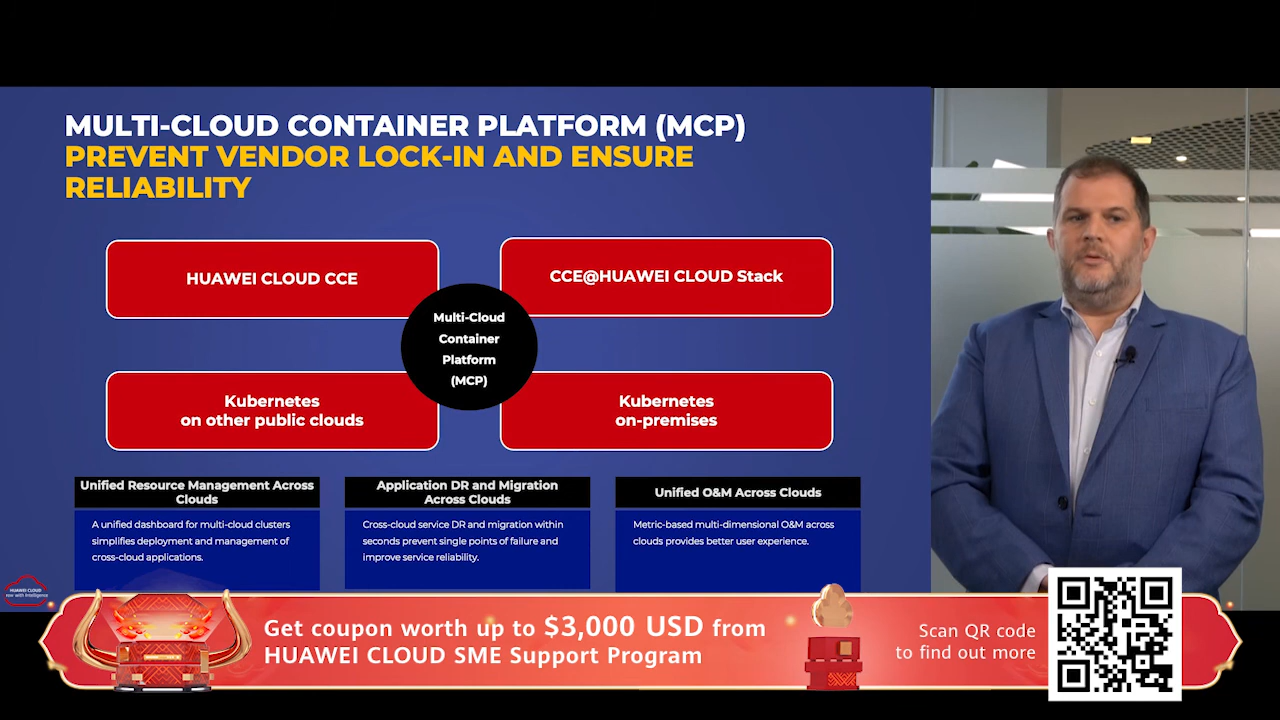 MULTI-CLOUD CONTAINER PLATFORM (MCP)
PREVENT VENDOR LOCK-IN AND ENSURE
RELIABILITY
HUAWEI CLOUD CCE
CCE@HUAWEI CLOUD Stack
Multi-Cloud
Container
Platform
(MCP)
Kubernetes
on other public clouds
Kubernetes
on-premises
Unified Resource Management Across
Clouds
A unified dashboard for multi-cloud clusters
simplifies deployment and management of
cross-cloud applications.
Application DR and Migration
Across Clouds
Cross-cloud service DR and migration within
seconds prevent single points of failure and
improve service reliability.
Unified O&M Across Clouds
Metric-based multi-dimensional O&M across
clouds provides better user experience.
HUAWEI CLOUD
Get coupon worth up to $3,000 USD from
HUAWEI CLOUD SME Support Program
Scan QR code
to find out more